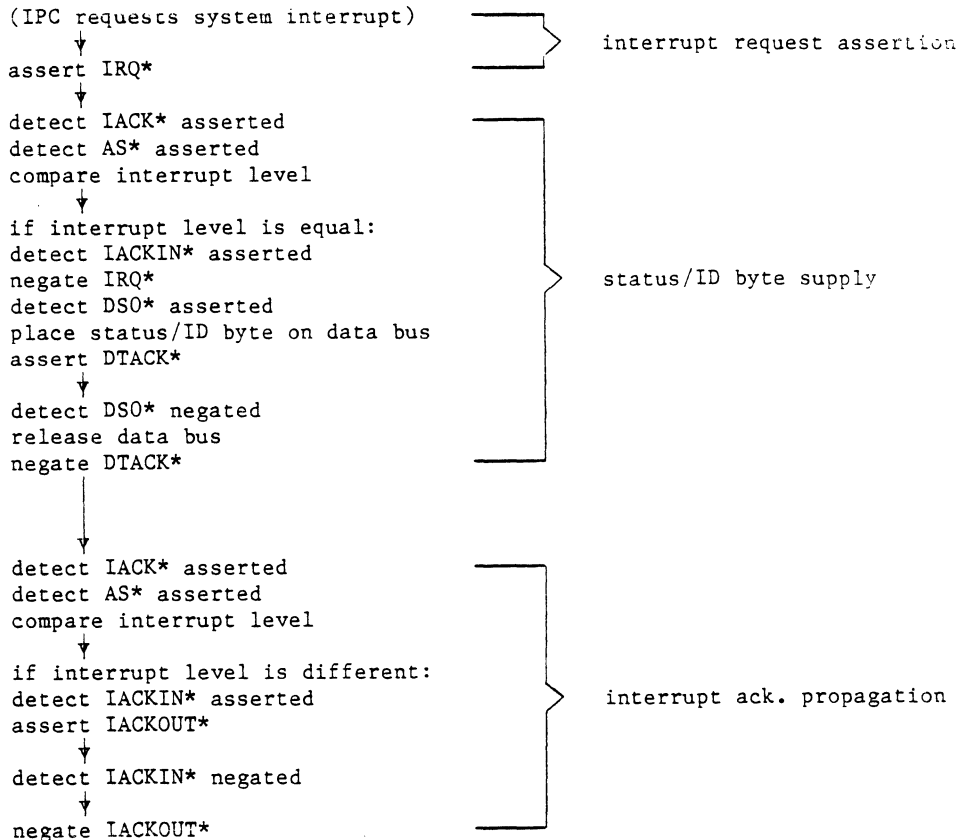 (IPC requests system interrupt)
interrupt request assertion
assert IRQ*
detect IACK* asserted
detect AS* asserted
compare interrupt level
if interrupt level is equal:
detect IACKIN* asserted
negate IRQ*
status/ID byte supply
detect DSO* asserted
place status/ID byte on data bus
assert DTACK*
detect DSO* negated
release data bus
negate DTACK*
detect IACK* asserted
detect AS* asserted
compare interrupt level
if interrupt level is different:
detect IACKIN* asserted
interrupt ack. propagation
assert IACKOUT*
detect IACKIN* negated
negate IACKOUT*